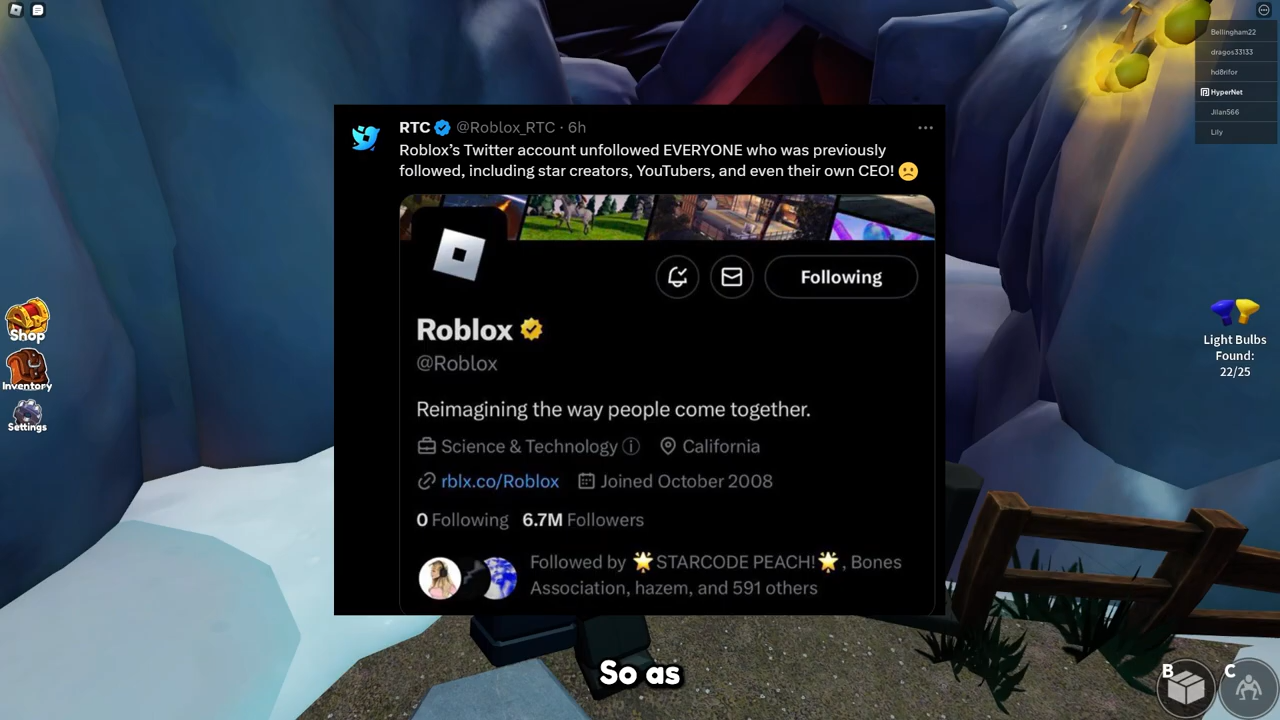 Bellingham22
dragos33133
hd8rifor
HyperNet
Jilan566
Lily
RTC @Roblox_RTC · 6h
Roblox’s Twitter account unfollowed EVERYONE who was previously
followed, including star creators, YouTubers, and even their own CEO! 🙁
Following
Roblox
@Roblox
Reimagining the way people come together.
Science & Technology ⓘ California
rblx.co/Roblox Joined October 2008
0 Following 6.7M Followers
Followed by 🌟STARCODE PEACH!🌟, Bones
Association, hazem, and 591 others
Shop
Inventory
Settings
Light Bulbs
Found:
22/25
So as
B C